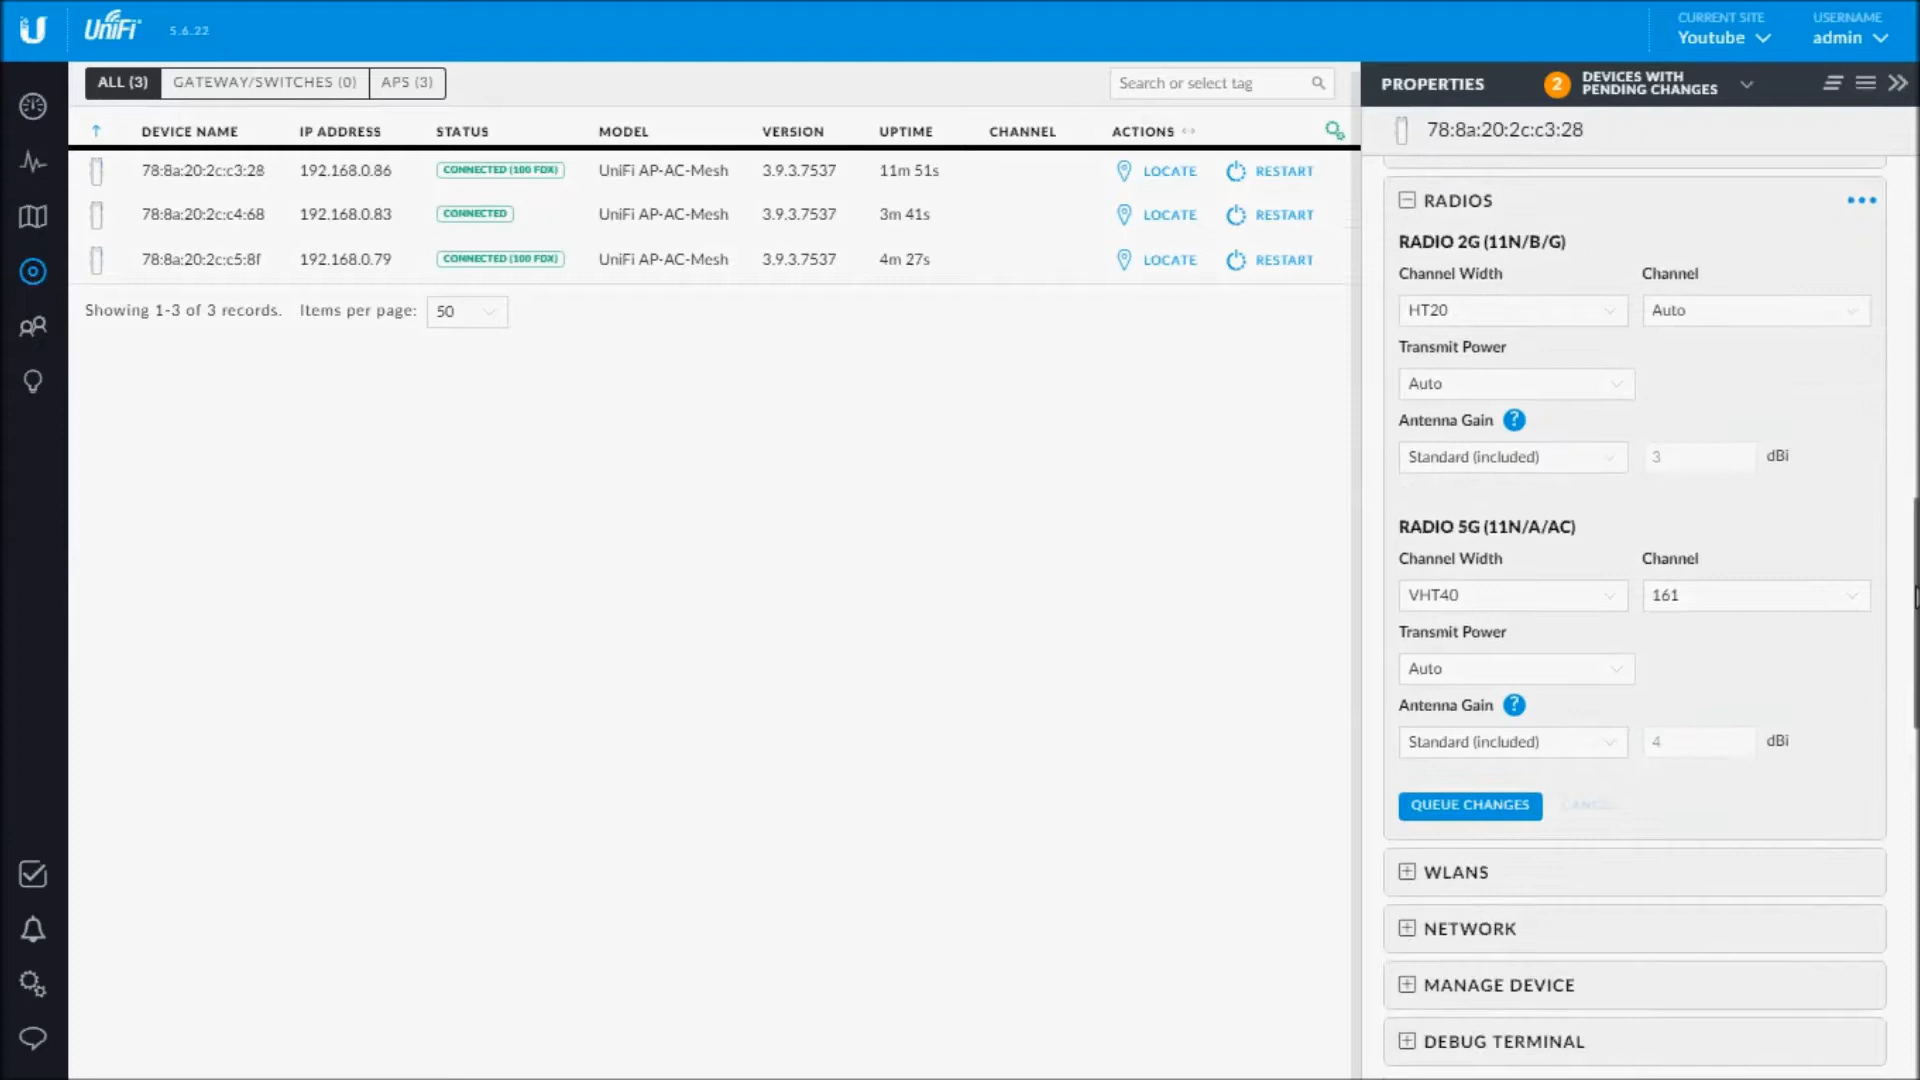 UniFi 5.6.22 CURRENT SITE USERNAME
Youtube admin
ALL (3) GATEWAY/SWITCHES (0) APS (3) Search or select tag
PROPERTIES 2 DEVICES WITH PENDING CHANGES
DEVICE NAME IP ADDRESS STATUS MODEL VERSION UPTIME CHANNEL ACTIONS
78:8a:20:2c:c3:28 192.168.0.86 CONNECTED (100 FDX) UniFi AP-AC-Mesh 3.9.3.7537 11m 51s LOCATE RESTART
78:8a:20:2c:c4:68 192.168.0.83 CONNECTED UniFi AP-AC-Mesh 3.9.3.7537 3m 41s LOCATE RESTART
78:8a:20:2c:c5:8f 192.168.0.79 CONNECTED (100 FDX) UniFi AP-AC-Mesh 3.9.3.7537 4m 27s LOCATE RESTART
Showing 1-3 of 3 records. Items per page: 50
78:8a:20:2c:c3:28
RADIOS
RADIO 2G (11N/B/G)
Channel Width Channel
HT20 Auto
Transmit Power
Auto
Antenna Gain ?
Standard (included) 3 dBi
RADIO 5G (11N/A/AC)
Channel Width Channel
VHT40 161
Transmit Power
Auto
Antenna Gain ?
Standard (included) 4 dBi
QUEUE CHANGES CANCEL
WLANS
NETWORK
MANAGE DEVICE
DEBUG TERMINAL